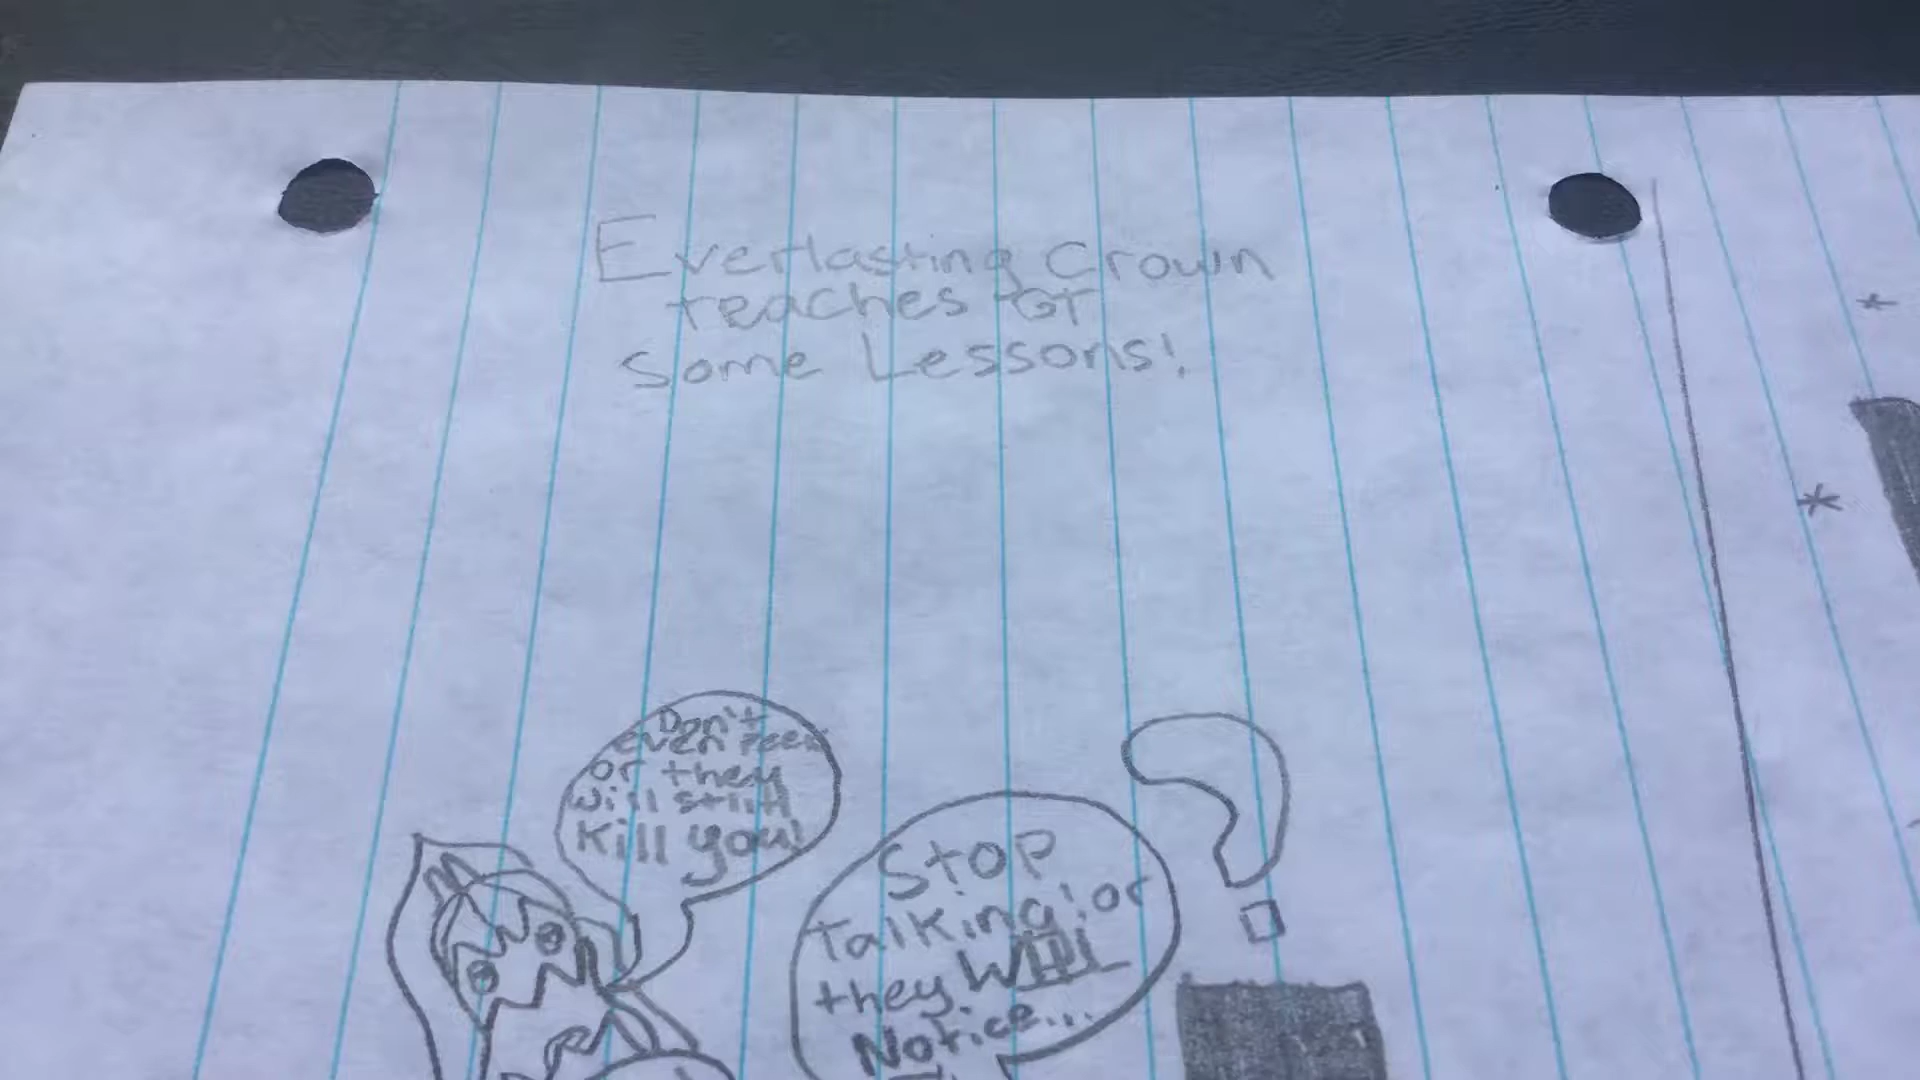 Everlasting Crown
teaches GT
Some Lessons!
Don't
even peek
or they
will still
kill you!
Stop
Talking! or
they WILL
Notice...
?